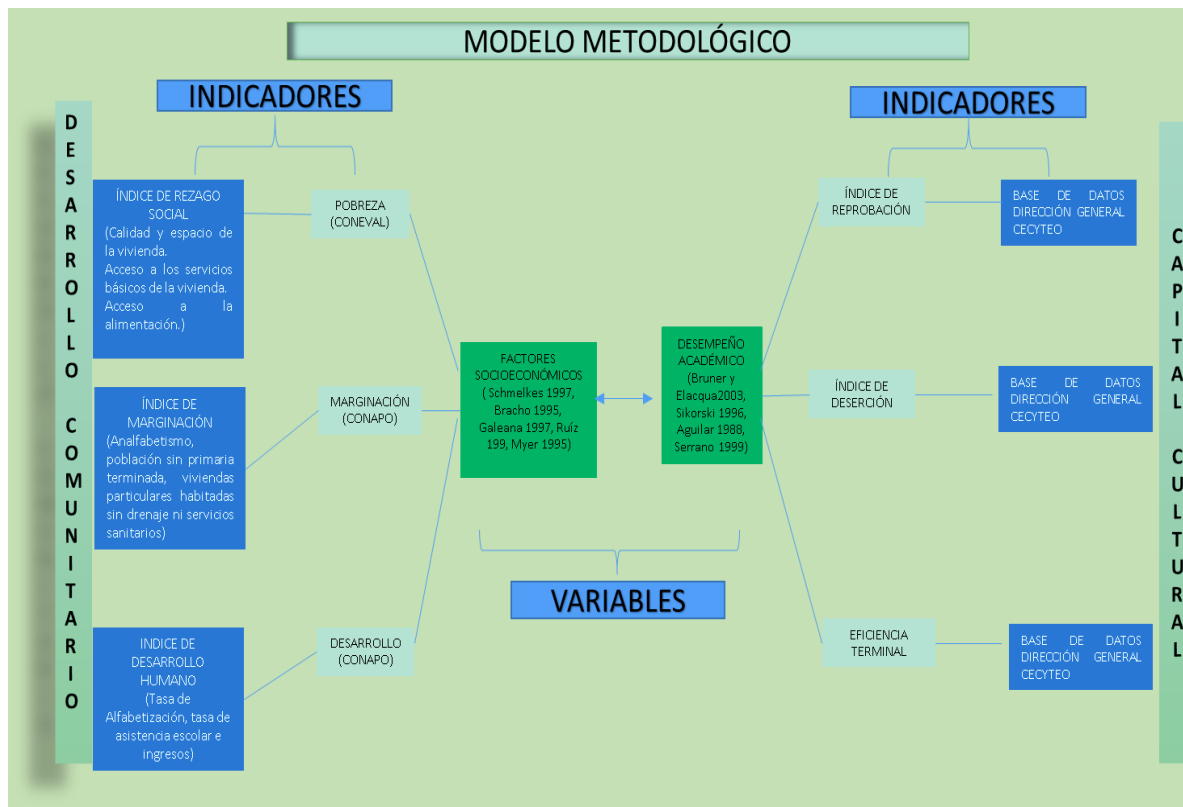 MODELO METODOLÓGICO
INDICADORES
INDICADORES
DESARROLLO COMUNITARIO
ÍNDICE DE REZAGO
SOCIAL
(Calidad y espacio de
la vivienda.
Acceso a los servicios
básicos de la vivienda.
Acceso a la
alimentación.)
POBREZA
(CONEVAL)
ÍNDICE DE
MARGINACIÓN
(Analfabetismo,
población sin primaria
terminada, viviendas
particulares habitadas
sin drenaje ni servicios
sanitarios)
MARGINACIÓN
(CONAPO)
INDICE DE
DESARROLLO
HUMANO
(Tasa de
Alfabetización, tasa de
asistencia escolar e
ingresos)
DESARROLLO
(CONAPO)
FACTORES
SOCIOECONÓMICOS
( Schmelkes 1997,
Bracho 1995,
Galeana 1997, Ruíz
199, Myer 1995)
DESEMPEÑO
ACADÉMICO
(Bruner y
Elacqua2003,
Sikorski 1996,
Aguilar 1988,
Serrano 1999)
VARIABLES
ÍNDICE DE
REPROBACIÓN
BASE DE DATOS
DIRECCIÓN GENERAL
CECYTEO
ÍNDICE DE
DESERCIÓN
BASE DE DATOS
DIRECCIÓN GENERAL
CECYTEO
EFICIENCIA
TERMINAL
BASE DE DATOS
DIRECCIÓN GENERAL
CECYTEO
CAPITAL CULTURAL